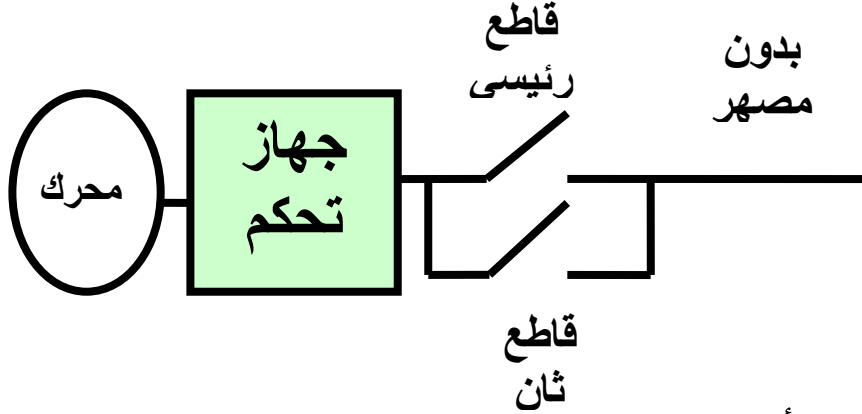 قاطع
رئيسى
بدون
مصهر
جهاز
تحكم
محرك
قاطع
ثان